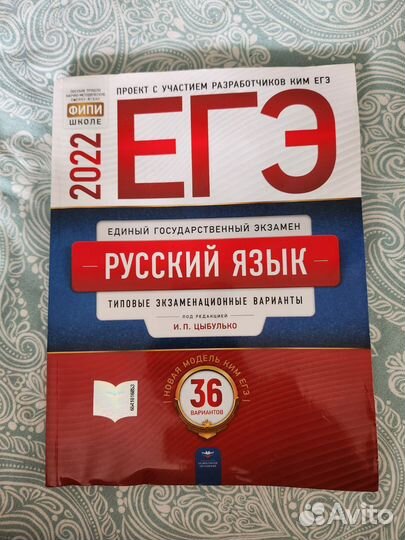 ПРОЕКТ С УЧАСТИЕМ РАЗРАБОТЧИКОВ КИМ ЕГЭ
ФИПИ
ШКОЛЕ
2022
ЕГЭ
ЕДИНЫЙ ГОСУДАРСТВЕННЫЙ ЭКЗАМЕН
РУССКИЙ ЯЗЫК
ТИПОВЫЕ ЭКЗАМЕНАЦИОННЫЕ ВАРИАНТЫ
ПОД РЕДАКЦИЕЙ
И. П. ЦЫБУЛЬКО
НОВАЯ МОДЕЛЬ КИМ ЕГЭ
36
ВАРИАНТОВ
Avito